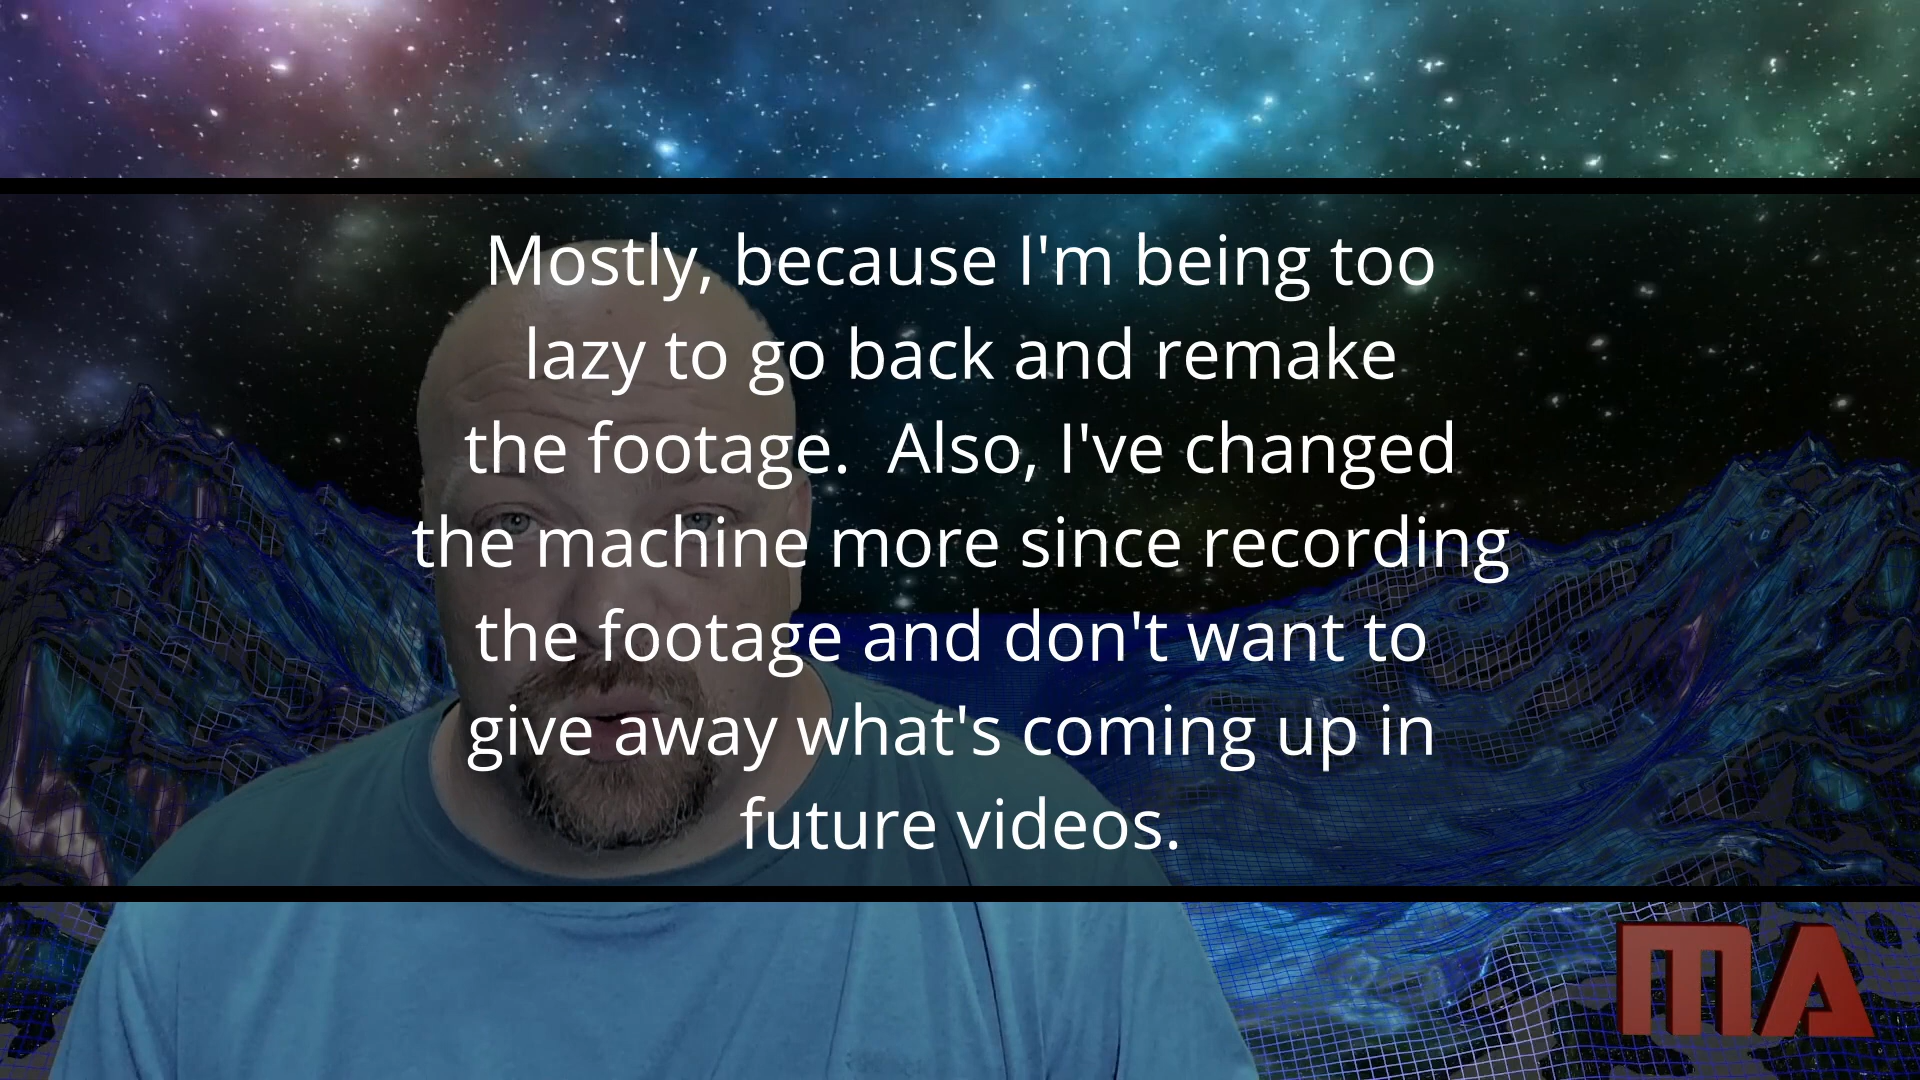 Mostly, because I'm being too
lazy to go back and remake
the footage.  Also, I've changed
the machine more since recording
the footage and don't want to
give away what's coming up in
future videos.
MA